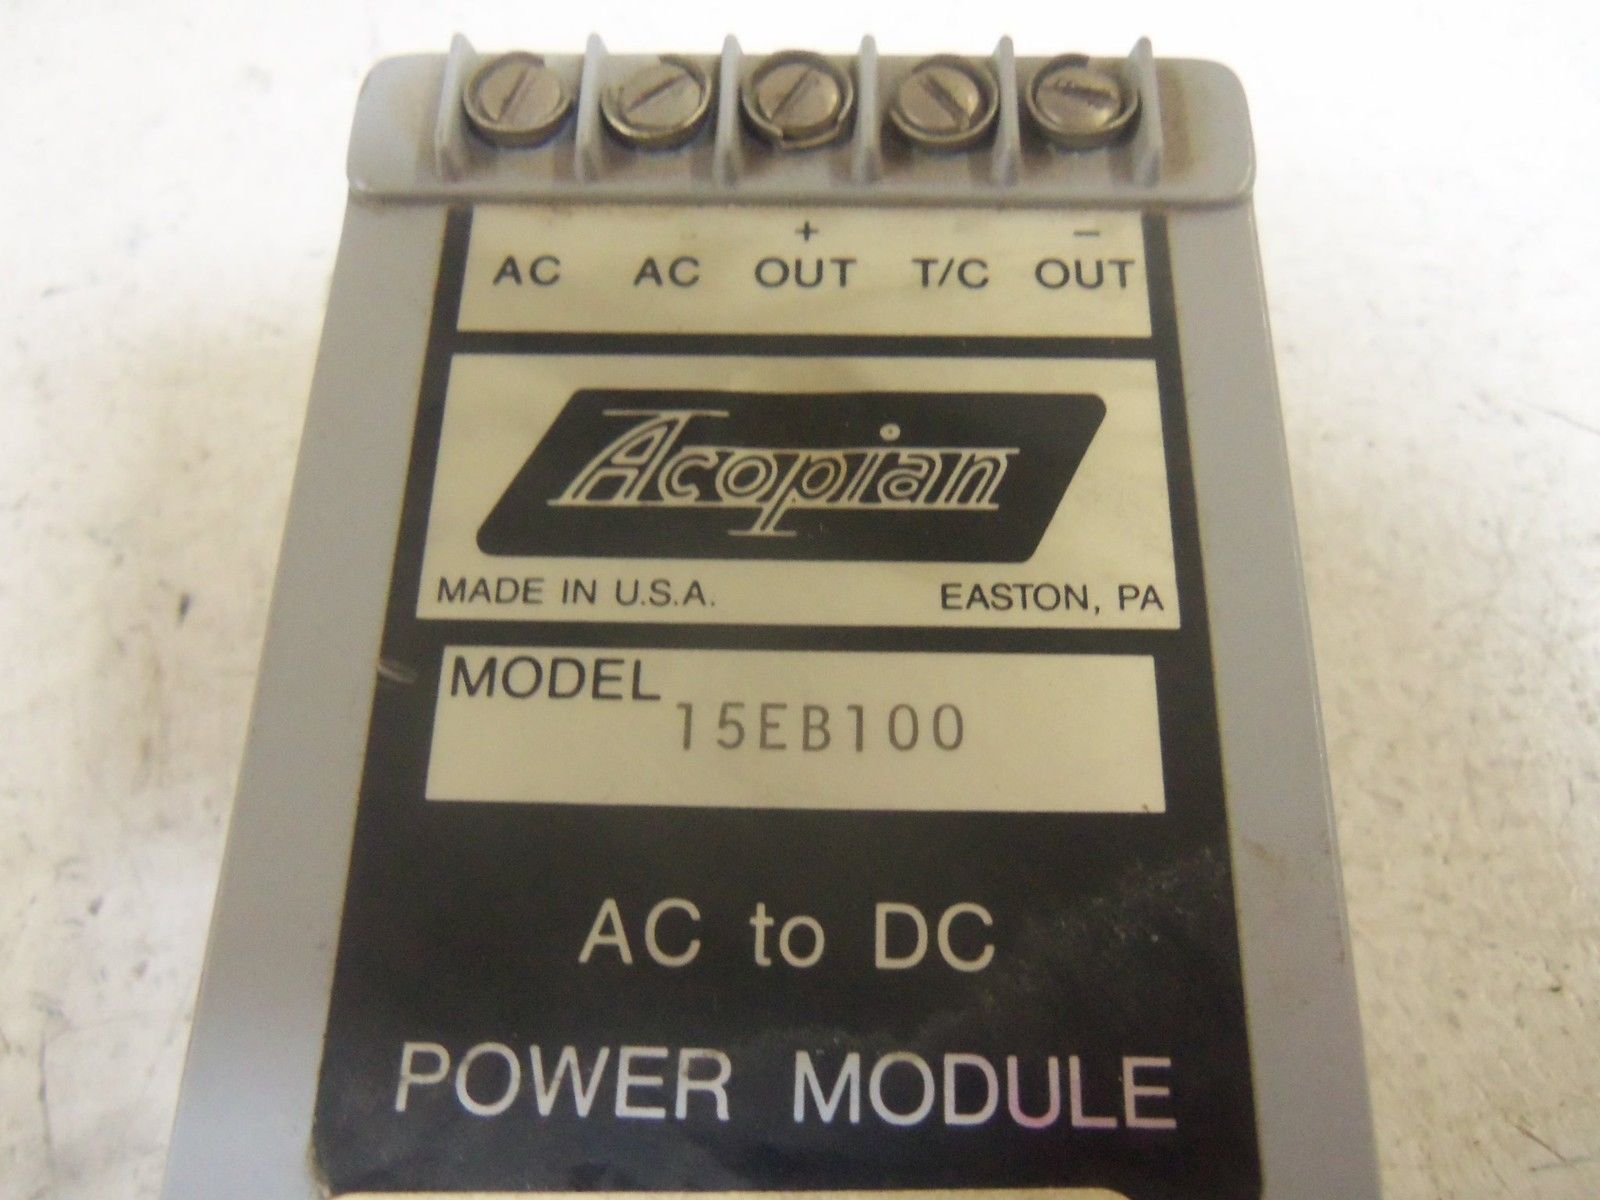 + −
AC AC OUT T/C OUT
Acopian
MADE IN U.S.A. EASTON, PA
MODEL 15EB100
AC to DC
POWER MODULE